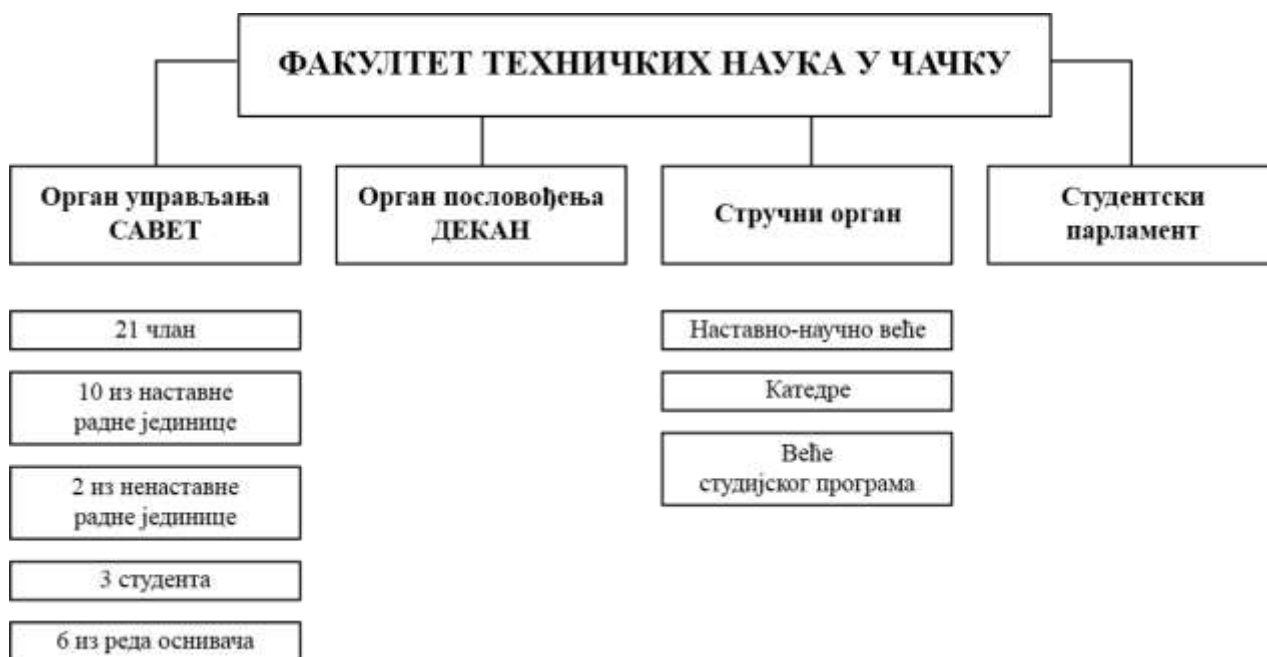 ФАКУЛТЕТ ТЕХНИЧКИХ НАУКА У ЧАЧКУ
Орган управљања
САВЕТ
Орган пословођења
ДЕКАН
Стручни орган
Студентски
парламент
21 члан
10 из наставне
радне јединице
2 из ненаставне
радне јединице
3 студента
6 из реда оснивача
Наставно-научно веће
Катедре
Веће
студијског програма